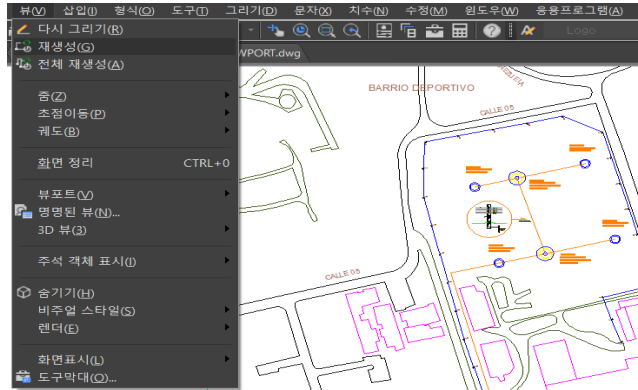 뷰(V) 삽입(I) 형식(O) 도구(T) 그리기(D) 문자(X) 치수(N) 수정(M) 윈도우(W) 응용프로그램(A)
다시 그리기(R)
재생성(G)
전체 재생성(A)
줌(Z)
초점이동(P)
궤도(B)
화면 정리 CTRL+0
뷰포트(V)
명명된 뷰(N)...
3D 뷰(3)
주석 객체 표시(I)
숨기기(H)
비주얼 스타일(S)
렌더(E)
화면표시(L)
도구막대(O)...
Logo
WPORT.dwg
BARRIO DEPORTIVO
CALLE 05
CALLE 05